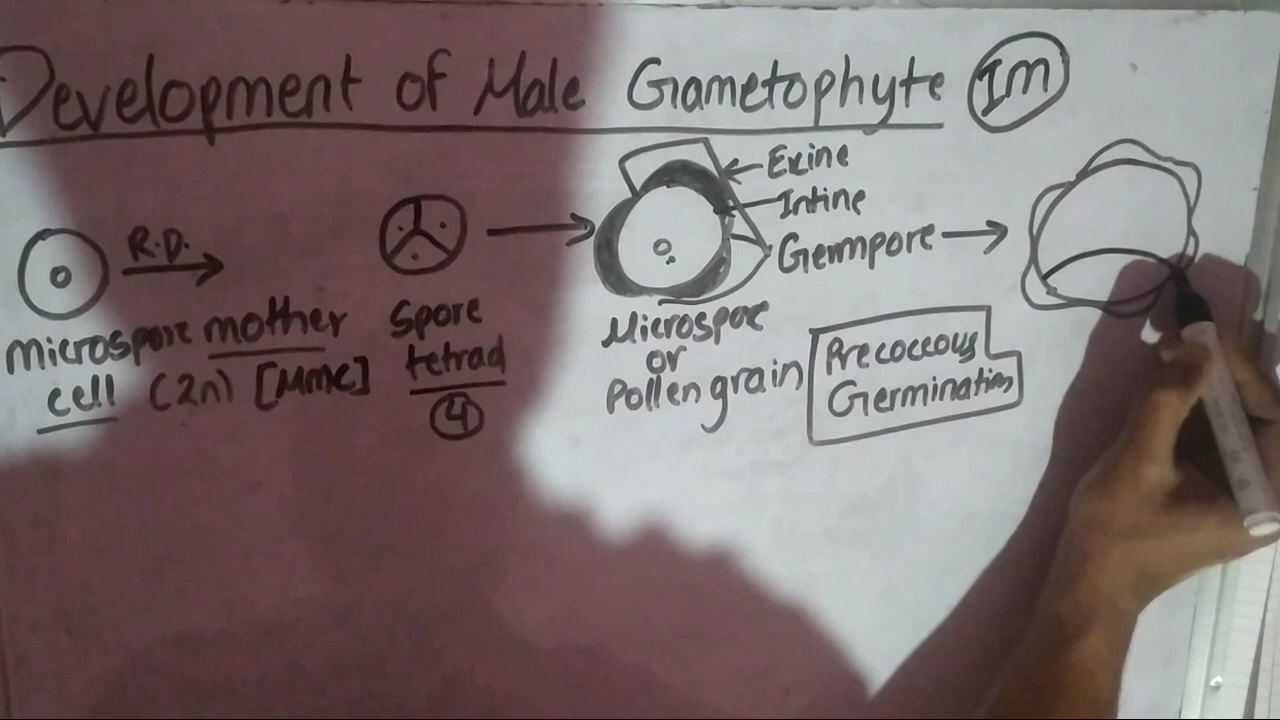 Development of Male Gametophyte Im
Exine
Intine
Germpore
R.D.
microspore mother
cell (2n) [Mmc]
Spore
tetrad
4
Microspore
or
Pollen grain
Precoceous
Germination